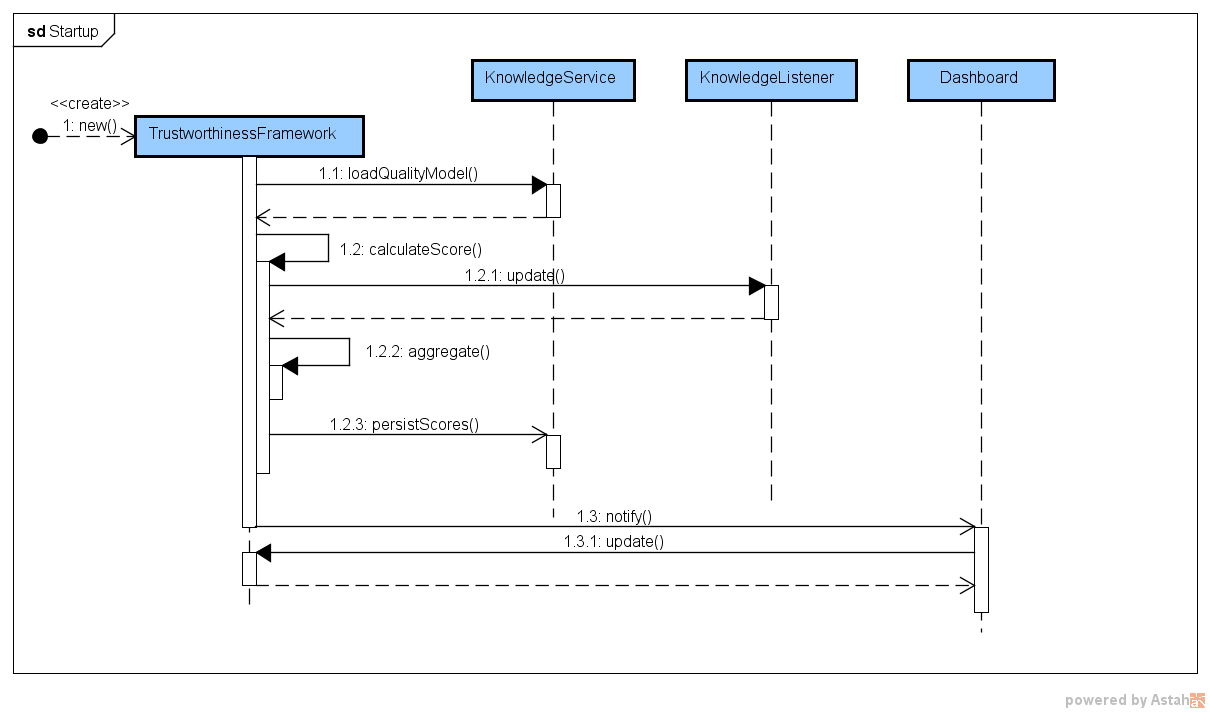 sd Startup
KnowledgeService
KnowledgeListener
Dashboard
<<create>>
1: new()
TrustworthinessFramework
1.1: loadQualityModel()
1.2: calculateScore()
1.2.1: update()
1.2.2: aggregate()
1.2.3: persistScores()
1.3: notify()
1.3.1: update()
powered by Astah